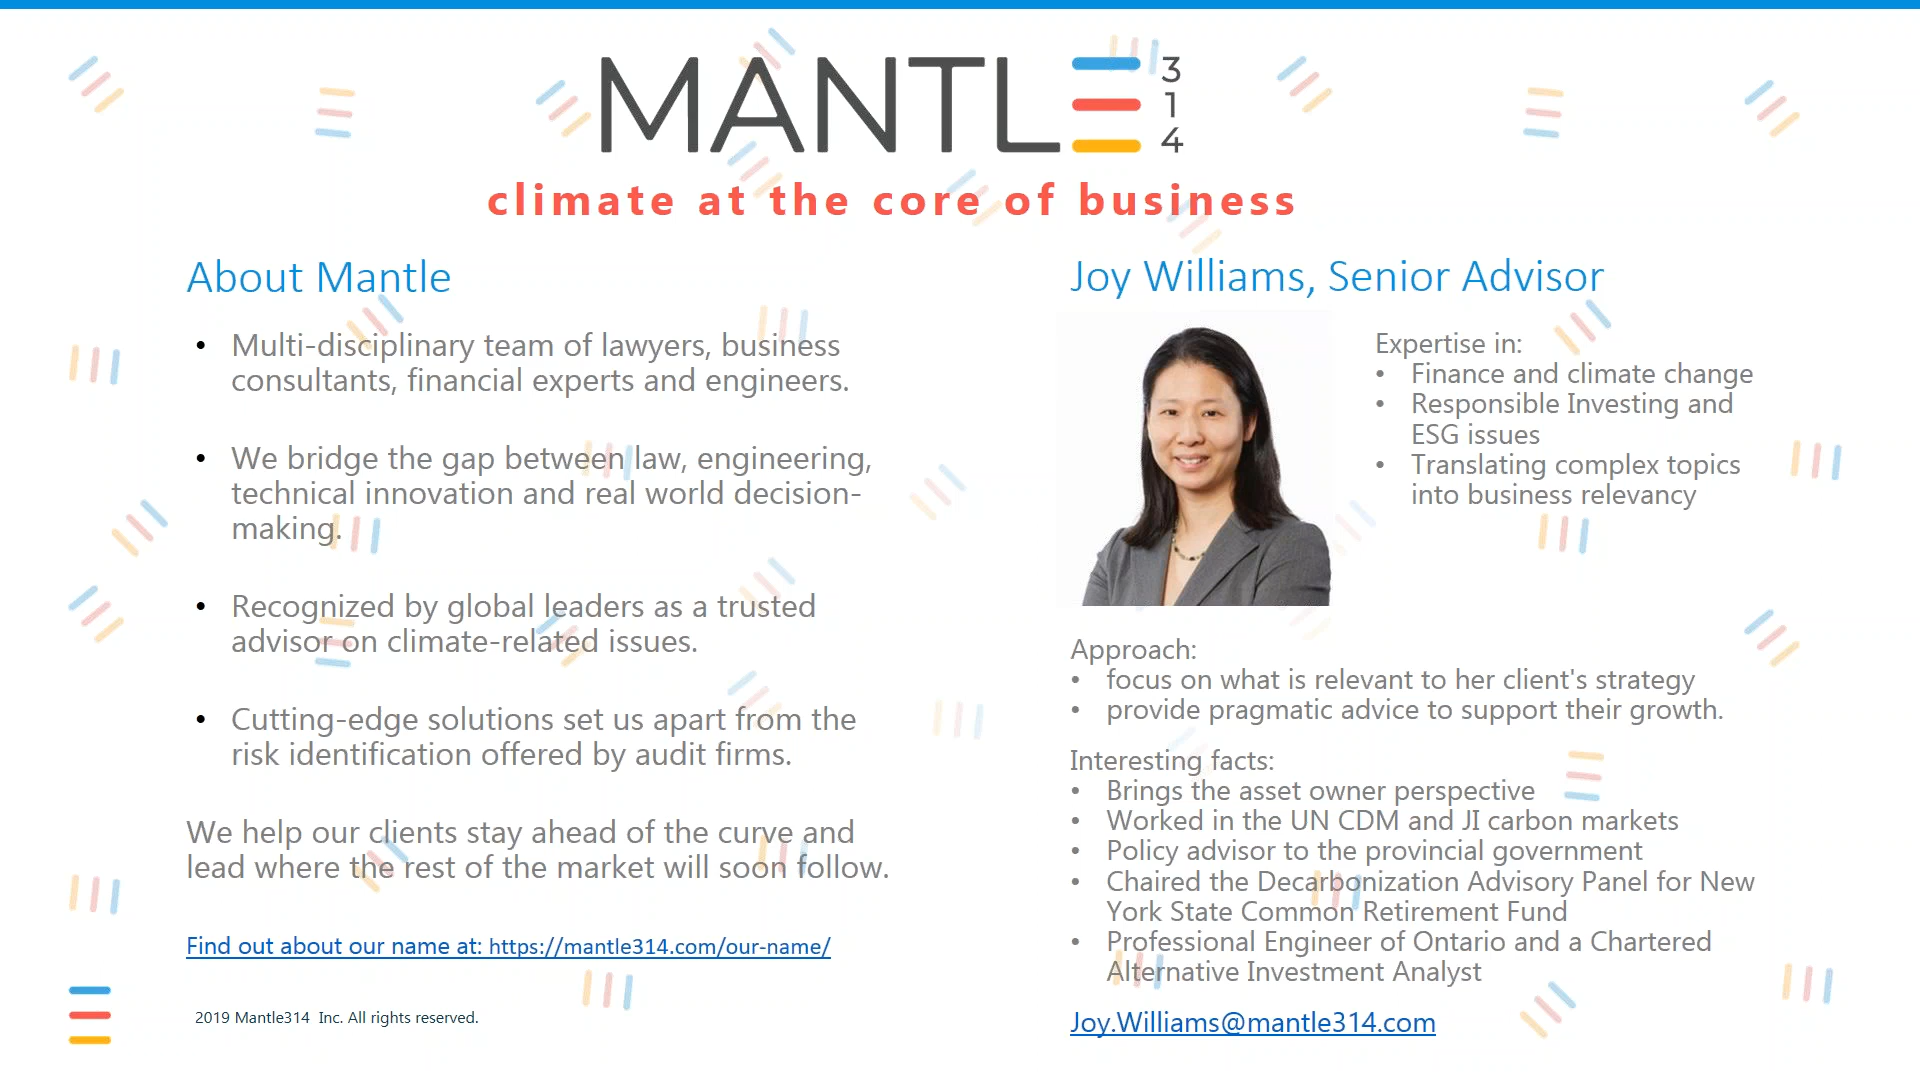 MANTLE 314
climate at the core of business
About Mantle
• Multi-disciplinary team of lawyers, business
consultants, financial experts and engineers.
• We bridge the gap between law, engineering,
technical innovation and real world decision-
making.
• Recognized by global leaders as a trusted
advisor on climate-related issues.
• Cutting-edge solutions set us apart from the
risk identification offered by audit firms.
We help our clients stay ahead of the curve and
lead where the rest of the market will soon follow.
Find out about our name at: https://mantle314.com/our-name/
2019 Mantle314 Inc. All rights reserved.
Joy Williams, Senior Advisor
Expertise in:
• Finance and climate change
• Responsible Investing and
ESG issues
• Translating complex topics
into business relevancy
Approach:
• focus on what is relevant to her client's strategy
• provide pragmatic advice to support their growth.
Interesting facts:
• Brings the asset owner perspective
• Worked in the UN CDM and JI carbon markets
• Policy advisor to the provincial government
• Chaired the Decarbonization Advisory Panel for New
York State Common Retirement Fund
• Professional Engineer of Ontario and a Chartered
Alternative Investment Analyst
Joy.Williams@mantle314.com